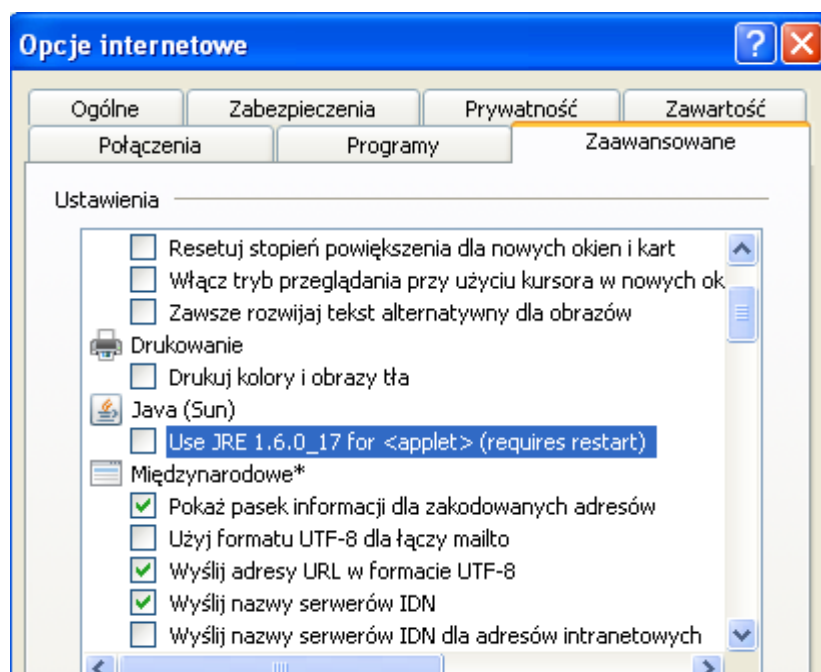 Opcje internetowe
Ogólne Zabezpieczenia Prywatność Zawartość
Połączenia Programy Zaawansowane
Ustawienia
Resetuj stopień powiększenia dla nowych okien i kart
Włącz tryb przeglądania przy użyciu kursora w nowych ok
Zawsze rozwijaj tekst alternatywny dla obrazów
Drukowanie
Drukuj kolory i obrazy tła
Java (Sun)
Use JRE 1.6.0_17 for <applet> (requires restart)
Międzynarodowe*
Pokaż pasek informacji dla zakodowanych adresów
Użyj formatu UTF-8 dla łączy mailto
Wyślij adresy URL w formacie UTF-8
Wyślij nazwy serwerów IDN
Wyślij nazwy serwerów IDN dla adresów intranetowych